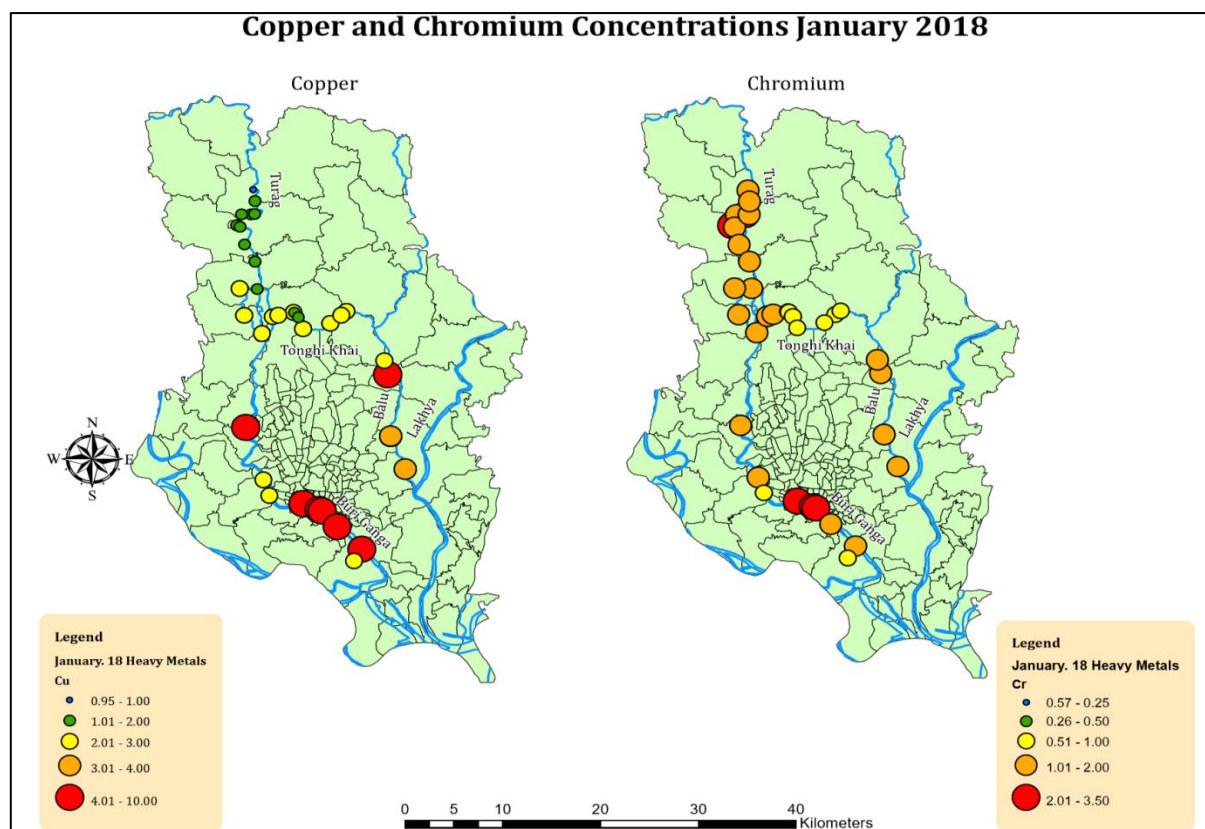 Copper and Chromium Concentrations January 2018
Copper
Chromium
Turag
Tonghi Khai
Balu
Lakhya
Buri Ganga
Turag
Tonghi Khai
Balu
Lakhya
Buri Ganga
N
W E
S
Legend
January. 18 Heavy Metals
Cu
0.95 - 1.00
1.01 - 2.00
2.01 - 3.00
3.01 - 4.00
4.01 - 10.00
Legend
January. 18 Heavy Metals
Cr
0.57 - 0.25
0.26 - 0.50
0.51 - 1.00
1.01 - 2.00
2.01 - 3.50
0 5 10 20 30 40
Kilometers